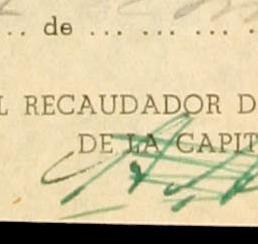 .. de ... ... ... .
L RECAUDADOR D
DE LA CAPIT